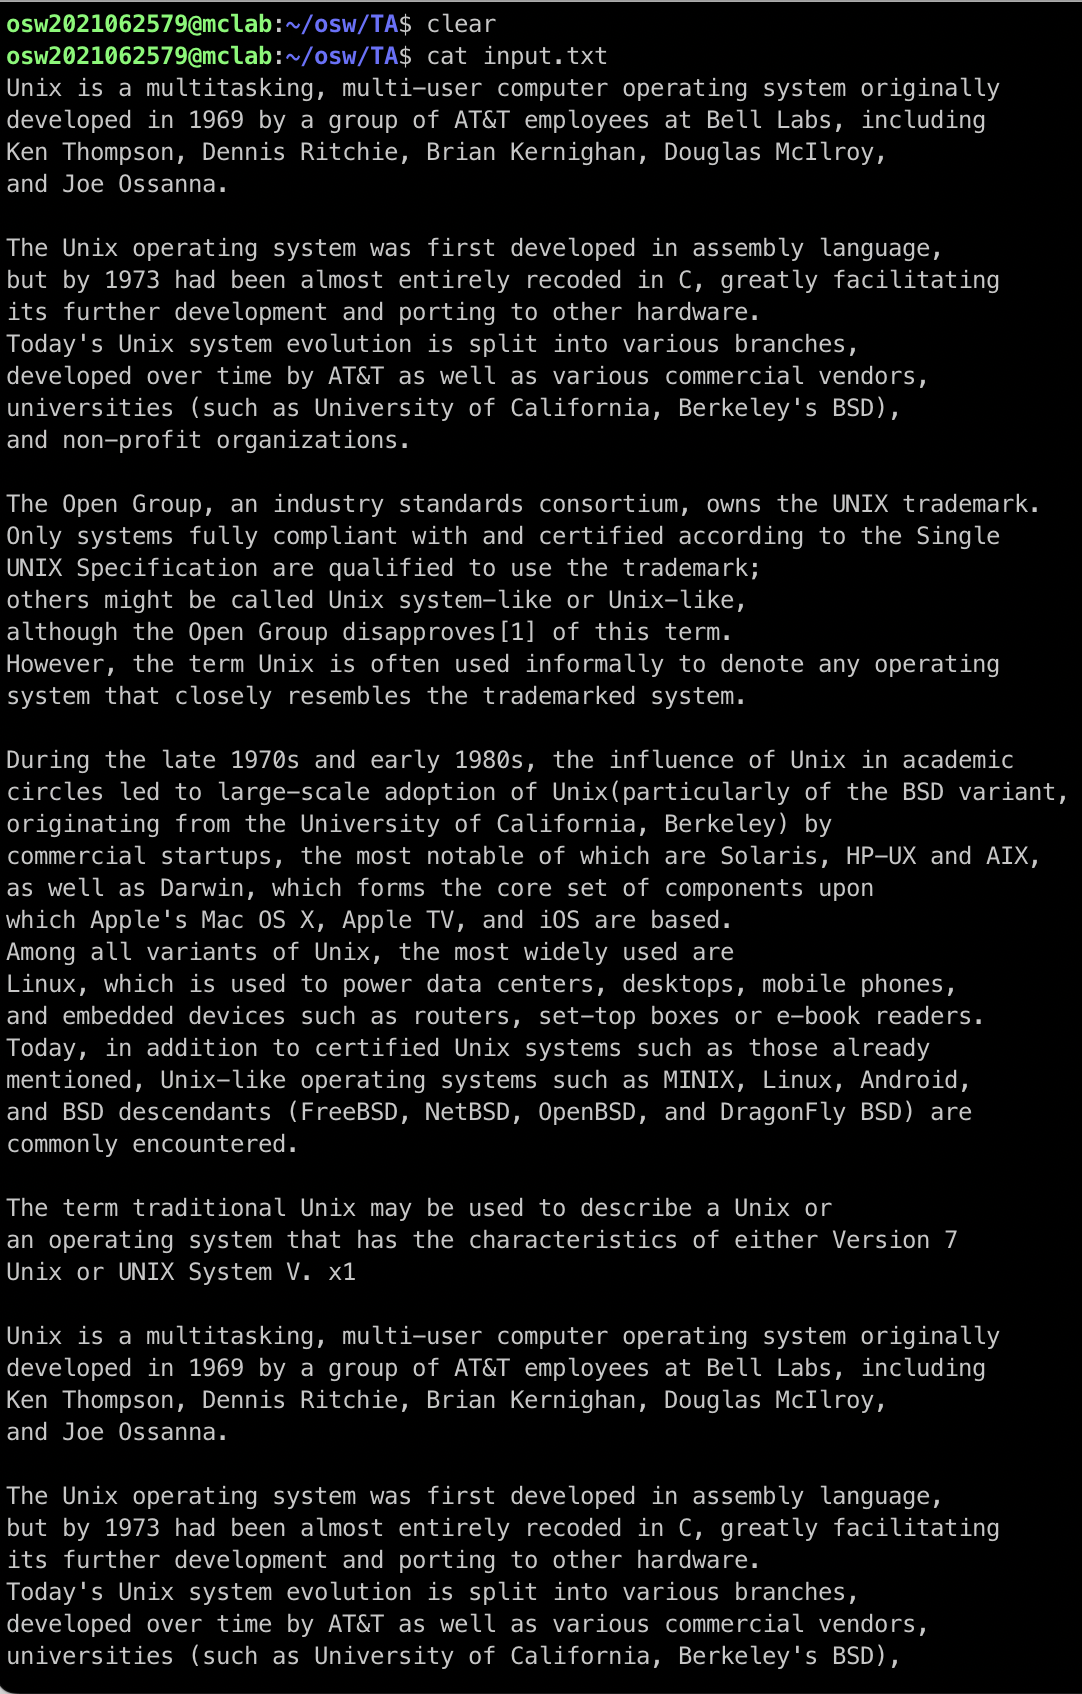 osw2021062579@mclab:~/osw/TA$ clear
osw2021062579@mclab:~/osw/TA$ cat input.txt
Unix is a multitasking, multi-user computer operating system originally
developed in 1969 by a group of AT&T employees at Bell Labs, including
Ken Thompson, Dennis Ritchie, Brian Kernighan, Douglas McIlroy,
and Joe Ossanna.

The Unix operating system was first developed in assembly language,
but by 1973 had been almost entirely recoded in C, greatly facilitating
its further development and porting to other hardware.
Today's Unix system evolution is split into various branches,
developed over time by AT&T as well as various commercial vendors,
universities (such as University of California, Berkeley's BSD),
and non-profit organizations.

The Open Group, an industry standards consortium, owns the UNIX trademark.
Only systems fully compliant with and certified according to the Single
UNIX Specification are qualified to use the trademark;
others might be called Unix system-like or Unix-like,
although the Open Group disapproves[1] of this term.
However, the term Unix is often used informally to denote any operating
system that closely resembles the trademarked system.

During the late 1970s and early 1980s, the influence of Unix in academic
circles led to large-scale adoption of Unix(particularly of the BSD variant,
originating from the University of California, Berkeley) by
commercial startups, the most notable of which are Solaris, HP-UX and AIX,
as well as Darwin, which forms the core set of components upon
which Apple's Mac OS X, Apple TV, and iOS are based.
Among all variants of Unix, the most widely used are
Linux, which is used to power data centers, desktops, mobile phones,
and embedded devices such as routers, set-top boxes or e-book readers.
Today, in addition to certified Unix systems such as those already
mentioned, Unix-like operating systems such as MINIX, Linux, Android,
and BSD descendants (FreeBSD, NetBSD, OpenBSD, and DragonFly BSD) are
commonly encountered.

The term traditional Unix may be used to describe a Unix or
an operating system that has the characteristics of either Version 7
Unix or UNIX System V. x1

Unix is a multitasking, multi-user computer operating system originally
developed in 1969 by a group of AT&T employees at Bell Labs, including
Ken Thompson, Dennis Ritchie, Brian Kernighan, Douglas McIlroy,
and Joe Ossanna.

The Unix operating system was first developed in assembly language,
but by 1973 had been almost entirely recoded in C, greatly facilitating
its further development and porting to other hardware.
Today's Unix system evolution is split into various branches,
developed over time by AT&T as well as various commercial vendors,
universities (such as University of California, Berkeley's BSD),